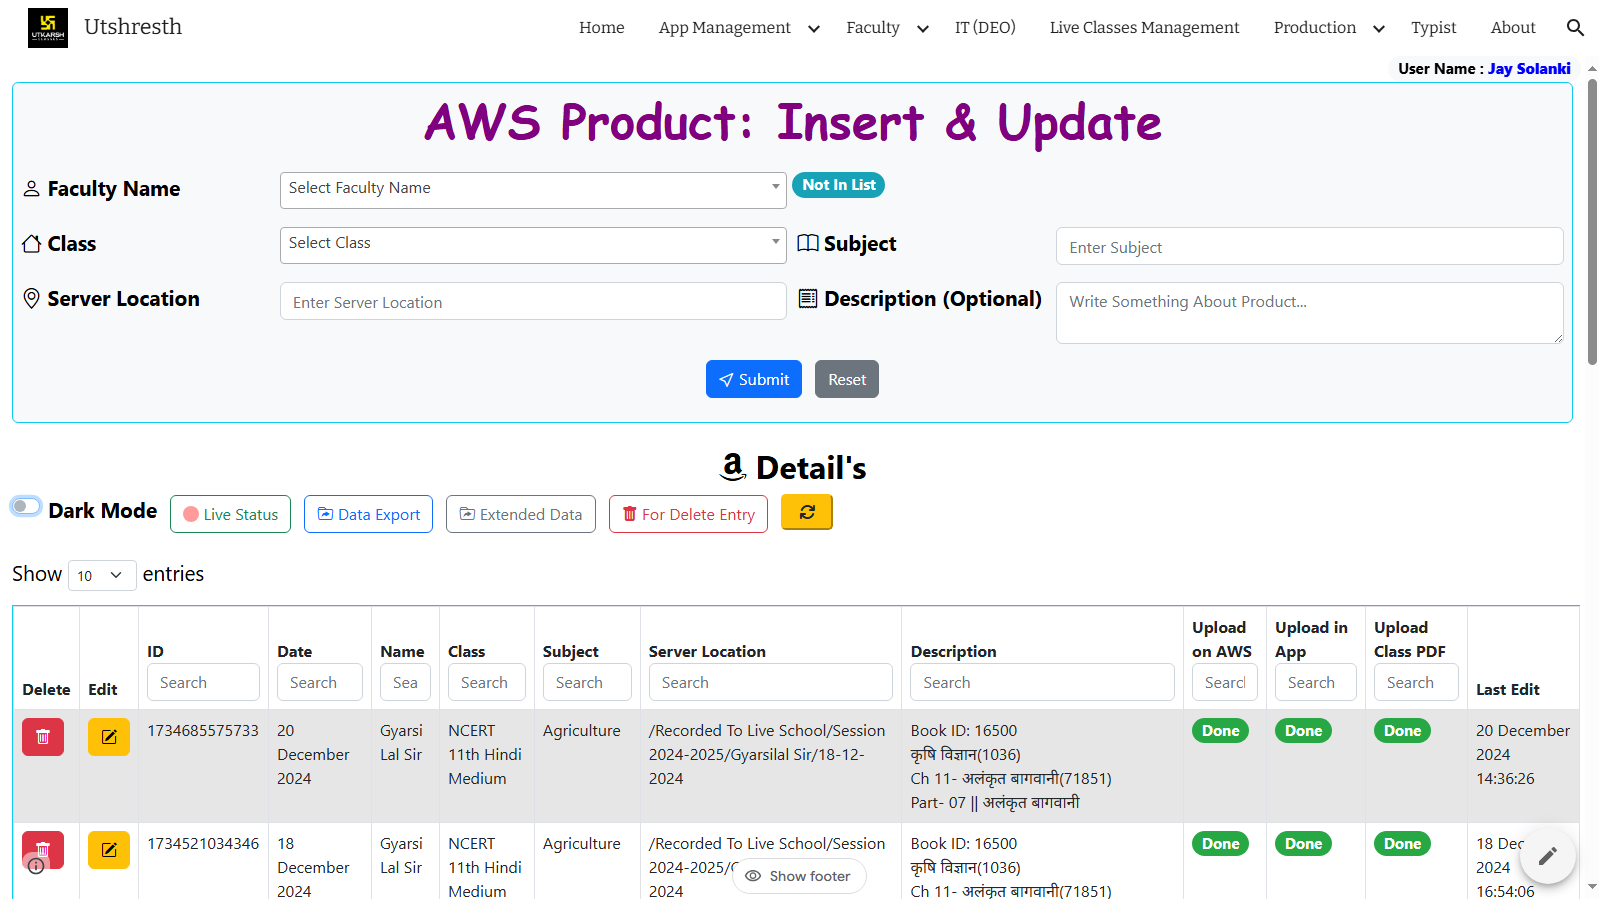 UTKARSH
CLASSES
Utshresth
Home
App Management
Faculty
IT (DEO)
Live Classes Management
Production
Typist
About
User Name : Jay Solanki
AWS Product: Insert & Update
Faculty Name
Select Faculty Name
Not In List
Class
Select Class
Subject
Enter Subject
Server Location
Enter Server Location
Description (Optional)
Write Something About Product...
Submit
Reset
Detail's
Dark Mode
Live Status
Data Export
Extended Data
For Delete Entry
Show 10 entries
Delete
Edit
ID
Search
Date
Search
Name
Sea
Class
Search
Subject
Search
Server Location
Search
Description
Search
Upload
on AWS
Search
Upload in
App
Search
Upload
Class PDF
Search
Last Edit
1734685575733
20
December
2024
Gyarsi
Lal Sir
NCERT
11th Hindi
Medium
Agriculture
/Recorded To Live School/Session
2024-2025/Gyarsilal Sir/18-12-
2024
Book ID: 16500
कृषि विज्ञान(1036)
Ch 11- अलंकृत बागवानी(71851)
Part- 07 || अलंकृत बागवानी
Done
Done
Done
20 December
2024
14:36:26
1734521034346
18
December
2024
Gyarsi
Lal Sir
NCERT
11th Hindi
Medium
Agriculture
/Recorded To Live School/Session
2024-2025/
2024
Book ID: 16500
कृषि विज्ञान(1036)
Ch 11- अलंकृत बागवानी(71851)
Done
Done
Done
18 Dec
2024
16:54:06
Show footer